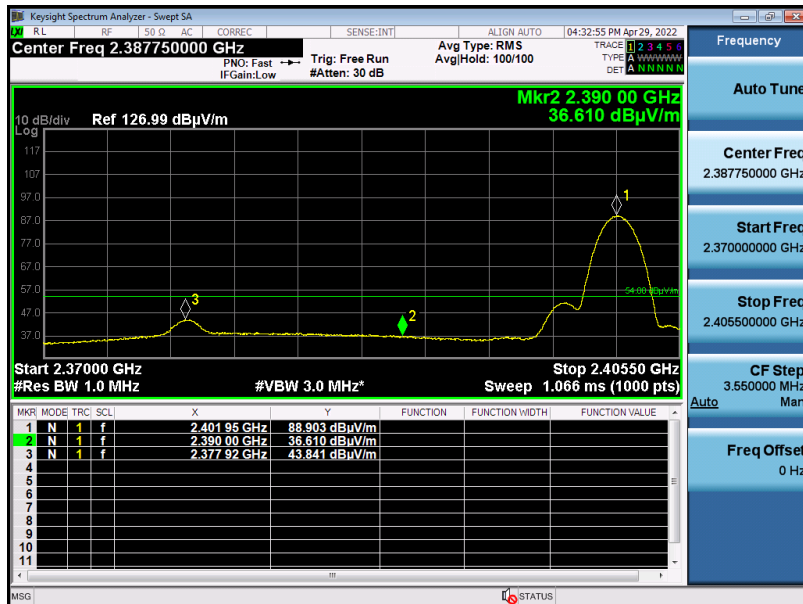 Keysight Spectrum Analyzer - Swept SA
LXI RL RF 50 Ω AC CORREC SENSE:INT ALIGN AUTO 04:32:55 PM Apr 29, 2022
Center Freq 2.387750000 GHz
PNO: Fast
IFGain:Low
Trig: Free Run
#Atten: 30 dB
Avg Type: RMS
Avg|Hold: 100/100
TRACE 1 2 3 4 5 6
TYPE A WWWWW
DET A N N N N N
Mkr2 2.390 00 GHz
36.610 dBµV/m
10 dB/div Ref 126.99 dBµV/m
Log
117
107
97.0
87.0
77.0
67.0
57.0
47.0
37.0
1
2
3
54.00 dBµV/m
Start 2.37000 GHz Stop 2.40550 GHz
#Res BW 1.0 MHz #VBW 3.0 MHz* Sweep 1.066 ms (1000 pts)
MKR MODE TRC SCL X Y FUNCTION FUNCTION WIDTH FUNCTION VALUE
1 N 1 f 2.401 95 GHz 88.903 dBµV/m
2 N 1 f 2.390 00 GHz 36.610 dBµV/m
3 N 1 f 2.377 92 GHz 43.841 dBµV/m
4
5
6
7
8
9
10
11
MSG STATUS
Frequency
Auto Tune
Center Freq
2.387750000 GHz
Start Freq
2.370000000 GHz
Stop Freq
2.405500000 GHz
CF Step
3.550000 MHz
Auto Man
Freq Offset
0 Hz